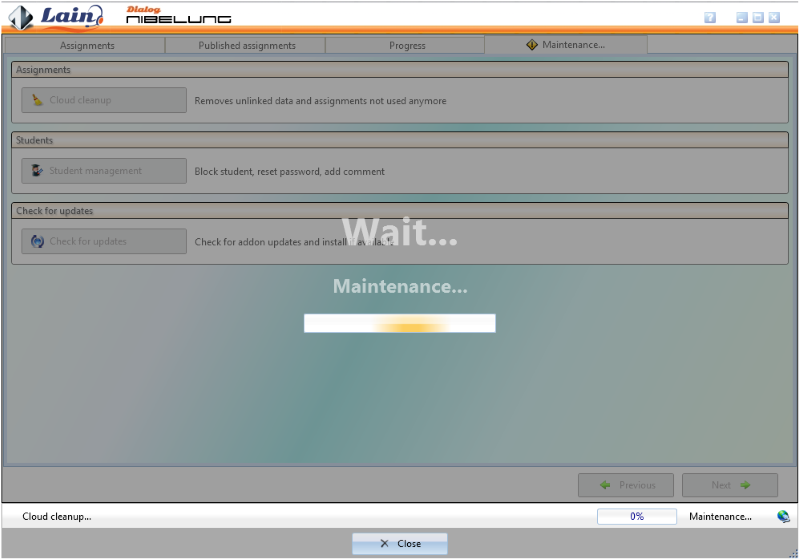 Lain
Dialog
NIBELUNG
?
Assignments
Published assignments
Progress
Maintenance...
Assignments
Cloud cleanup
Removes unlinked data and assignments not used anymore
Students
Student management
Block student, reset password, add comment
Check for updates
Check for updates
Check for addon updates and install if available
Wait...
Maintenance...
Previous
Next
Cloud cleanup...
0%
Maintenance...
Close